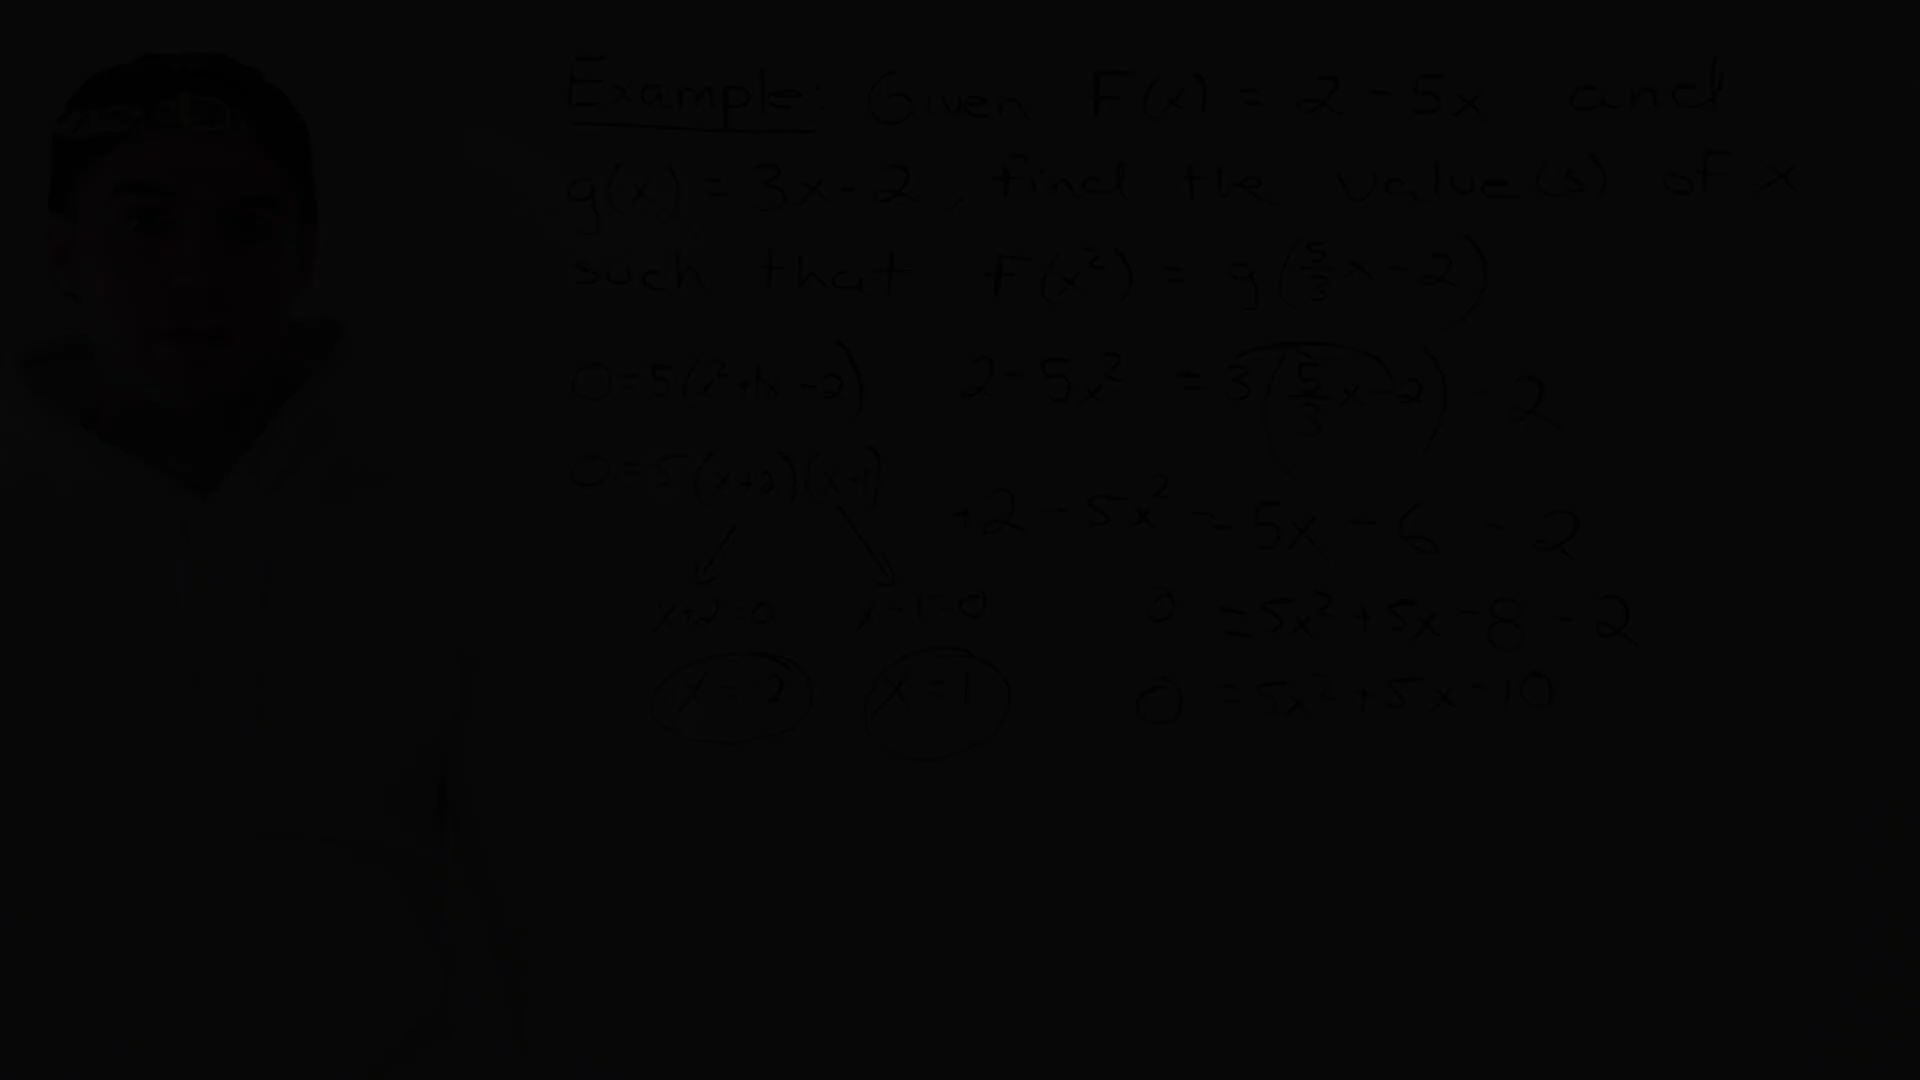 Example: Given F(x) = 2 - 5x and
g(x) = 3x - 2, find the value(s) of x
such that F(x²) = g(5/3 x - 2)
2 - 5x² = 3(5/3 x - 2) - 2
+2 - 5x² = 5x - 6 - 2
0 = 5x² + 5x - 8 - 2
0 = 5x² + 5x - 10
0 = 5(x² + 1x - 2)
0 = 5(x+2)(x-1)
x+2=0 x-1=0
x=-2 x=1